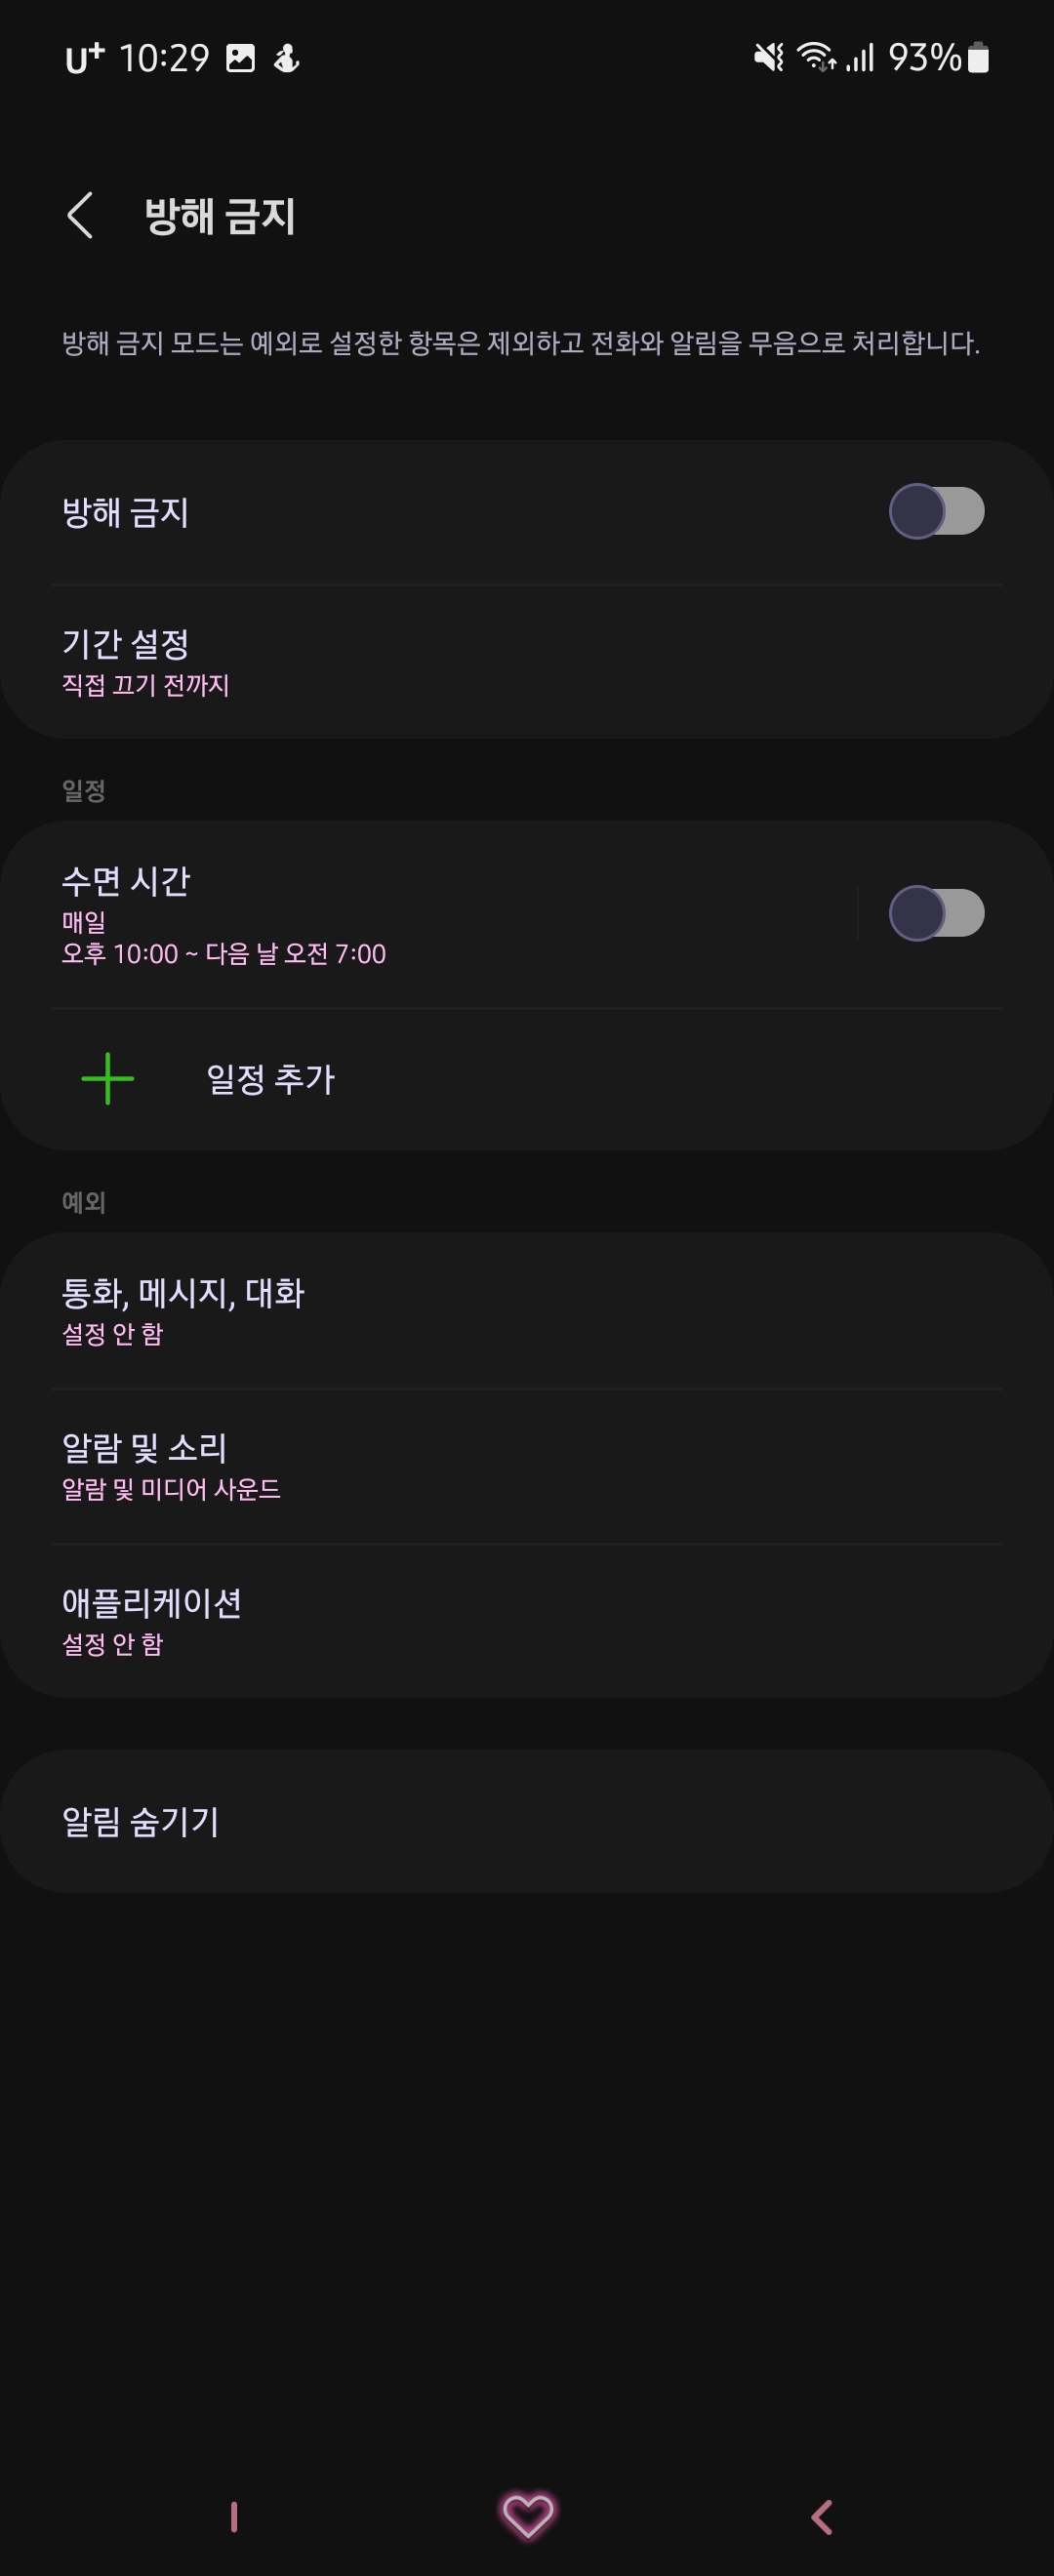 U+ 10:29 93%
방해 금지
방해 금지 모드는 예외로 설정한 항목은 제외하고 전화와 알림을 무음으로 처리합니다.
방해 금지
기간 설정
직접 끄기 전까지
일정
수면 시간
매일
오후 10:00 ~ 다음 날 오전 7:00
일정 추가
예외
통화, 메시지, 대화
설정 안 함
알람 및 소리
알람 및 미디어 사운드
애플리케이션
설정 안 함
알림 숨기기